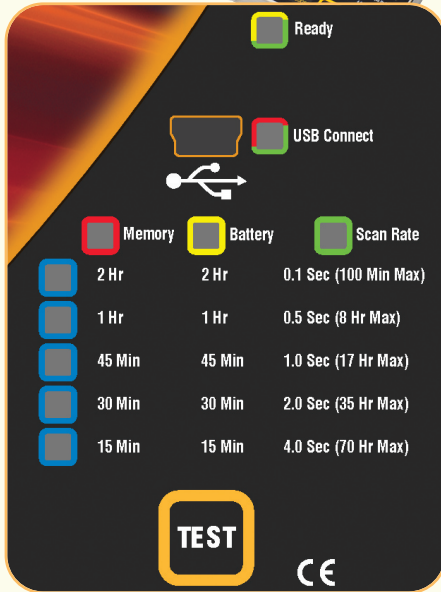 Ready
USB Connect
Memory Battery Scan Rate
2 Hr 2 Hr 0.1 Sec (100 Min Max)
1 Hr 1 Hr 0.5 Sec (8 Hr Max)
45 Min 45 Min 1.0 Sec (17 Hr Max)
30 Min 30 Min 2.0 Sec (35 Hr Max)
15 Min 15 Min 4.0 Sec (70 Hr Max)
TEST
CE